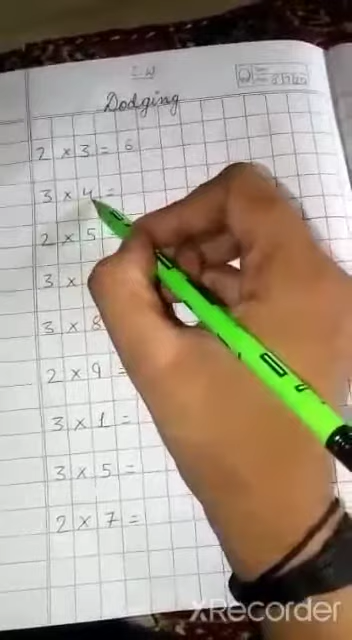 C.W
Dodging
2 × 3 = 6
3 × 4 =
2 × 5
3 ×
3 × 8
2 × 9 =
3 × 1 =
3 × 5 =
2 × 7 =
XRecorder